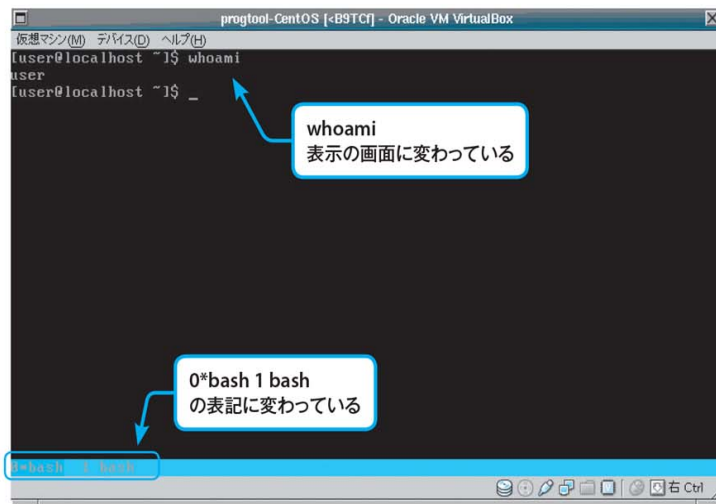 progtool-CentOS [<B9TCf] - Oracle VM VirtualBox
仮想マシン(M) デバイス(D) ヘルプ(H)
[user@localhost ~]$ whoami
user
[user@localhost ~]$ _
whoami
表示の画面に変わっている
0*bash 1 bash
の表記に変わっている
0*bash 1 bash
右 Ctrl